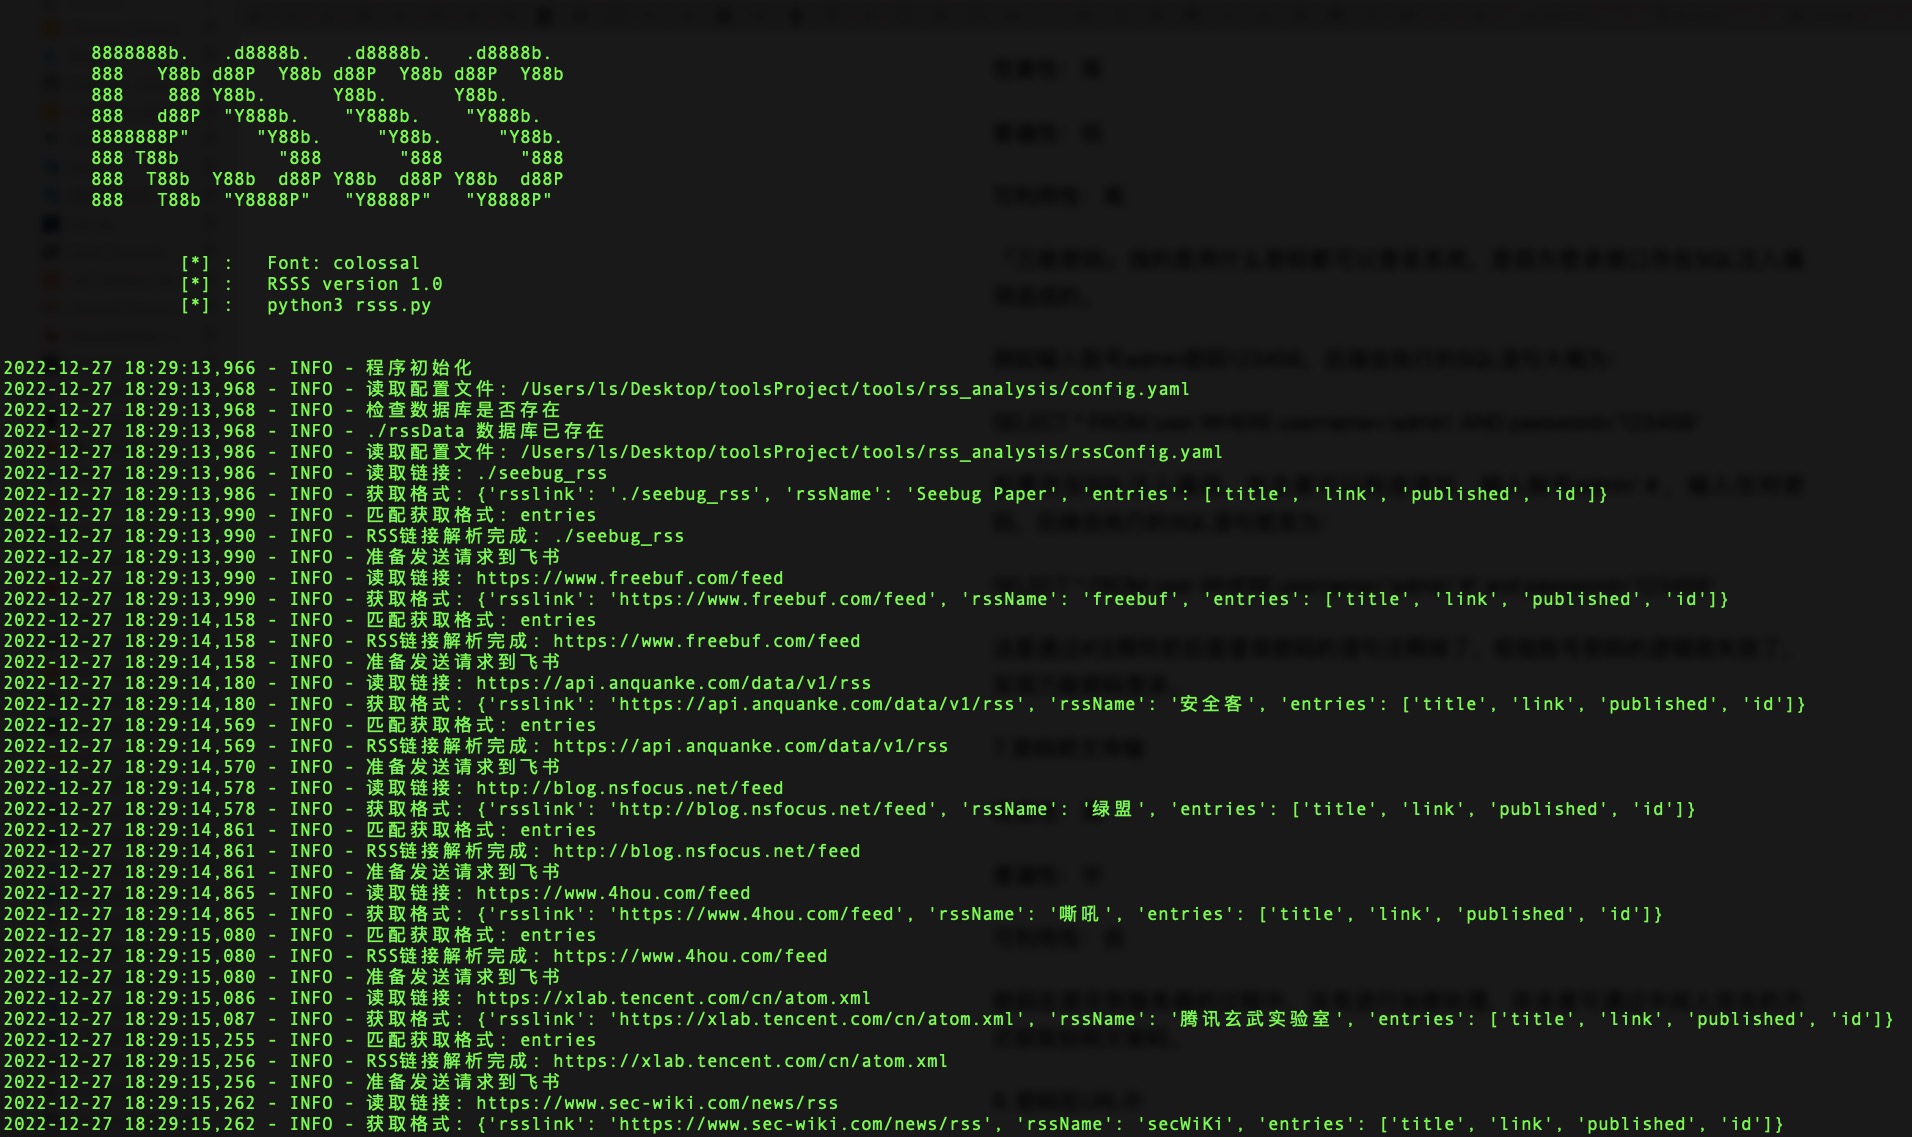 8888888b.   .d8888b.   .d8888b.   .d8888b.
888   Y88b d88P  Y88b d88P  Y88b d88P  Y88b
888    888 Y88b.      Y88b.      Y88b.
888   d88P  "Y888b.    "Y888b.    "Y888b.
8888888P"      "Y88b.     "Y88b.     "Y88b.
888 T88b         "888       "888       "888
888  T88b  Y88b  d88P Y88b  d88P Y88b  d88P
888   T88b  "Y8888P"   "Y8888P"   "Y8888P"
[*] :   Font: colossal
[*] :   RSSS version 1.0
[*] :   python3 rsss.py
2022-12-27 18:29:13,966 - INFO - 程序初始化
2022-12-27 18:29:13,968 - INFO - 读取配置文件: /Users/ls/Desktop/toolsProject/tools/rss_analysis/config.yaml
2022-12-27 18:29:13,968 - INFO - 检查数据库是否存在
2022-12-27 18:29:13,968 - INFO - ./rssData 数据库已存在
2022-12-27 18:29:13,986 - INFO - 读取配置文件: /Users/ls/Desktop/toolsProject/tools/rss_analysis/rssConfig.yaml
2022-12-27 18:29:13,986 - INFO - 读取链接: ./seebug_rss
2022-12-27 18:29:13,986 - INFO - 获取格式: {'rsslink': './seebug_rss', 'rssName': 'Seebug Paper', 'entries': ['title', 'link', 'published', 'id']}
2022-12-27 18:29:13,990 - INFO - 匹配获取格式: entries
2022-12-27 18:29:13,990 - INFO - RSS链接解析完成: ./seebug_rss
2022-12-27 18:29:13,990 - INFO - 准备发送请求到飞书
2022-12-27 18:29:13,990 - INFO - 读取链接: https://www.freebuf.com/feed
2022-12-27 18:29:13,990 - INFO - 获取格式: {'rsslink': 'https://www.freebuf.com/feed', 'rssName': 'freebuf', 'entries': ['title', 'link', 'published', 'id']}
2022-12-27 18:29:14,158 - INFO - 匹配获取格式: entries
2022-12-27 18:29:14,158 - INFO - RSS链接解析完成: https://www.freebuf.com/feed
2022-12-27 18:29:14,158 - INFO - 准备发送请求到飞书
2022-12-27 18:29:14,180 - INFO - 读取链接: https://api.anquanke.com/data/v1/rss
2022-12-27 18:29:14,180 - INFO - 获取格式: {'rsslink': 'https://api.anquanke.com/data/v1/rss', 'rssName': '安全客', 'entries': ['title', 'link', 'published', 'id']}
2022-12-27 18:29:14,569 - INFO - 匹配获取格式: entries
2022-12-27 18:29:14,569 - INFO - RSS链接解析完成: https://api.anquanke.com/data/v1/rss
2022-12-27 18:29:14,570 - INFO - 准备发送请求到飞书
2022-12-27 18:29:14,578 - INFO - 读取链接: http://blog.nsfocus.net/feed
2022-12-27 18:29:14,578 - INFO - 获取格式: {'rsslink': 'http://blog.nsfocus.net/feed', 'rssName': '绿盟', 'entries': ['title', 'link', 'published', 'id']}
2022-12-27 18:29:14,861 - INFO - 匹配获取格式: entries
2022-12-27 18:29:14,861 - INFO - RSS链接解析完成: http://blog.nsfocus.net/feed
2022-12-27 18:29:14,861 - INFO - 准备发送请求到飞书
2022-12-27 18:29:14,865 - INFO - 读取链接: https://www.4hou.com/feed
2022-12-27 18:29:14,865 - INFO - 获取格式: {'rsslink': 'https://www.4hou.com/feed', 'rssName': '嘶吼', 'entries': ['title', 'link', 'published', 'id']}
2022-12-27 18:29:15,080 - INFO - 匹配获取格式: entries
2022-12-27 18:29:15,080 - INFO - RSS链接解析完成: https://www.4hou.com/feed
2022-12-27 18:29:15,080 - INFO - 准备发送请求到飞书
2022-12-27 18:29:15,086 - INFO - 读取链接: https://xlab.tencent.com/cn/atom.xml
2022-12-27 18:29:15,087 - INFO - 获取格式: {'rsslink': 'https://xlab.tencent.com/cn/atom.xml', 'rssName': '腾讯玄武实验室', 'entries': ['title', 'link', 'published', 'id']}
2022-12-27 18:29:15,255 - INFO - 匹配获取格式: entries
2022-12-27 18:29:15,256 - INFO - RSS链接解析完成: https://xlab.tencent.com/cn/atom.xml
2022-12-27 18:29:15,256 - INFO - 准备发送请求到飞书
2022-12-27 18:29:15,262 - INFO - 读取链接: https://www.sec-wiki.com/news/rss
2022-12-27 18:29:15,262 - INFO - 获取格式: {'rsslink': 'https://www.sec-wiki.com/news/rss', 'rssName': 'secWiKi', 'entries': ['title', 'link', 'published', 'id']}